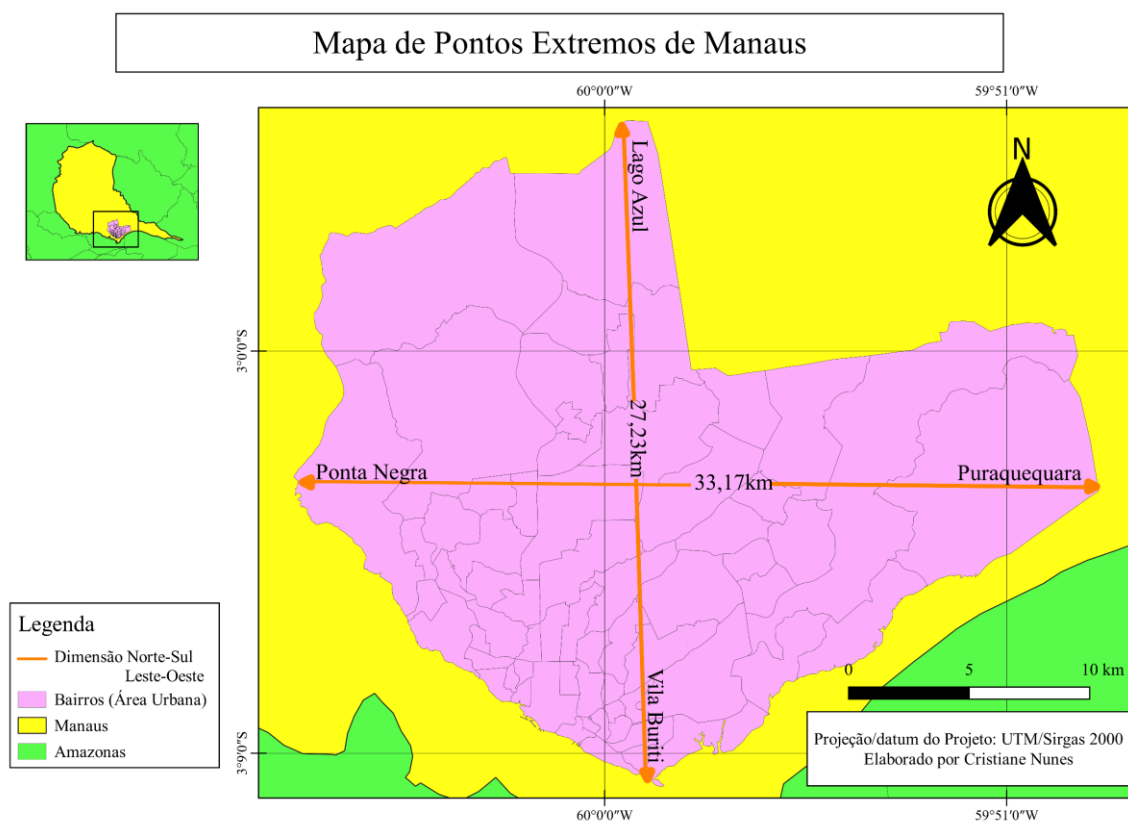 Mapa de Pontos Extremos de Manaus
60°0′0″W
59°51′0″W
N
Lago Azul
3°0′0″S
27,23km
Ponta Negra
33,17km
Puraquequara
Vila Buriti
Legenda
Dimensão Norte-Sul
Leste-Oeste
Bairros (Área Urbana)
Manaus
Amazonas
0
5
10 km
Projeção/datum do Projeto: UTM/Sirgas 2000
Elaborado por Cristiane Nunes
3°9′0″S
60°0′0″W
59°51′0″W